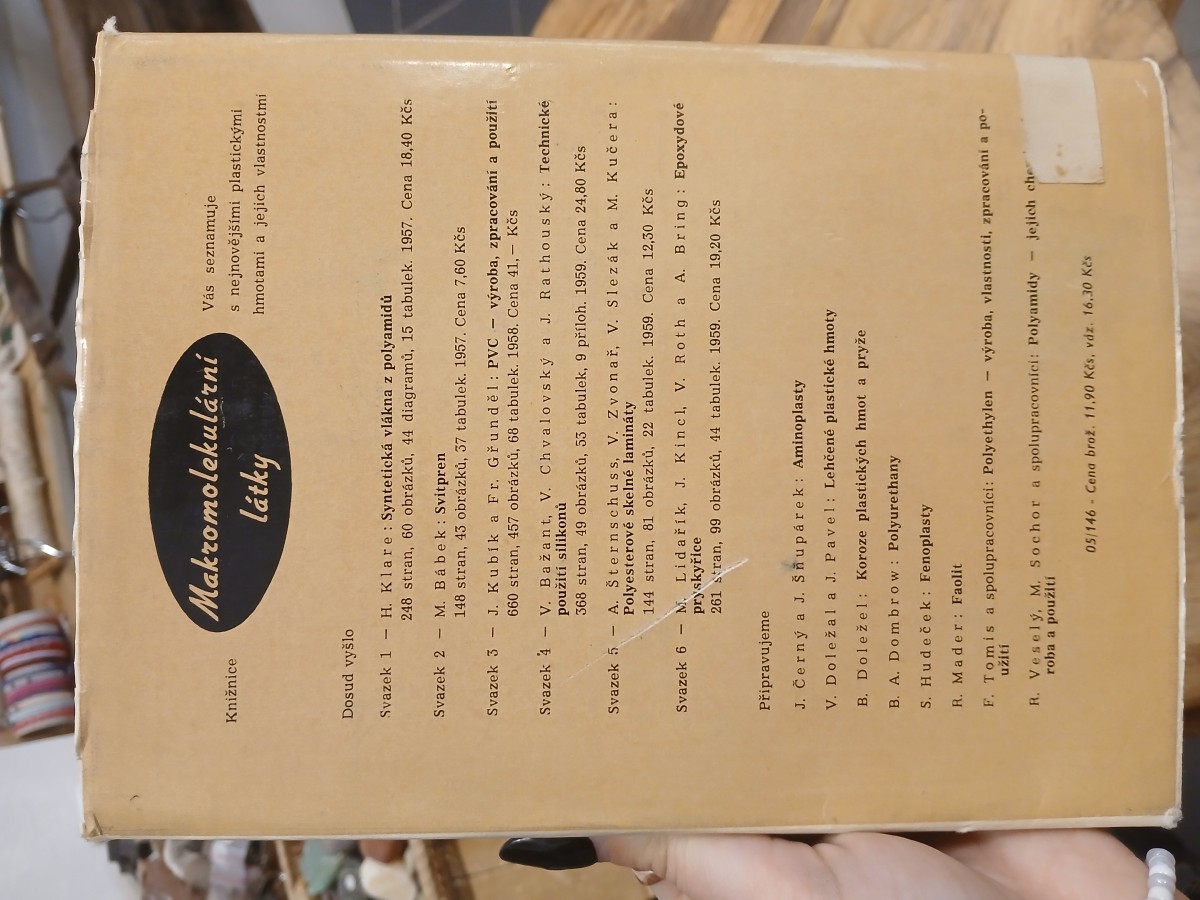 Knižnice
Makromolekulární
látky
Vás seznamuje
s nejnovějšími plastickými
hmotami a jejich vlastnostmi
Dosud vyšlo
Svazek 1 — H. Klare: Syntetická vlákna z polyamidů
248 stran, 60 obrázků, 44 diagramů, 15 tabulek. 1957. Cena 18,40 Kčs
Svazek 2 — M. Bábek: Svitpren
148 stran, 43 obrázků, 37 tabulek. 1957. Cena 7,60 Kčs
Svazek 3 — J. Kubík a Fr. Gřunděl: PVC — výroba, zpracování a použití
660 stran, 457 obrázků, 68 tabulek. 1958. Cena 41,— Kčs
Svazek 4 — V. Bažant, V. Chvalovský a J. Rathouský: Technické
použití silikonů
368 stran, 49 obrázků, 53 tabulek, 9 příloh. 1959. Cena 24,80 Kčs
Svazek 5 — A. Šternschuss, V. Zvonař, V. Slezák a M. Kučera:
Polyesterové skelné lamináty
144 stran, 81 obrázků, 22 tabulek. 1959. Cena 12,30 Kčs
Svazek 6 — M. Lidařík, J. Kincl, V. Roth a A. Bring: Epoxydové
pryskyřice
261 stran, 99 obrázků, 44 tabulek. 1959. Cena 19,20 Kčs
Připravujeme
J. Černý a J. Šňupárek: Aminoplasty
V. Doležal a J. Pavel: Lehčené plastické hmoty
B. Doležel: Koroze plastických hmot a pryže
B. A. Dombrow: Polyurethany
S. Hudeček: Fenoplasty
R. Mader: Faolit
F. Tomis a spolupracovníci: Polyethylen — výroba, vlastnosti, zpracování a po-
užití
R. Veselý, M. Sochor a spolupracovníci: Polyamidy — jejich
roba a použití
05/146 - Cena brož. 11,90 Kčs, váz. 16,30 Kčs